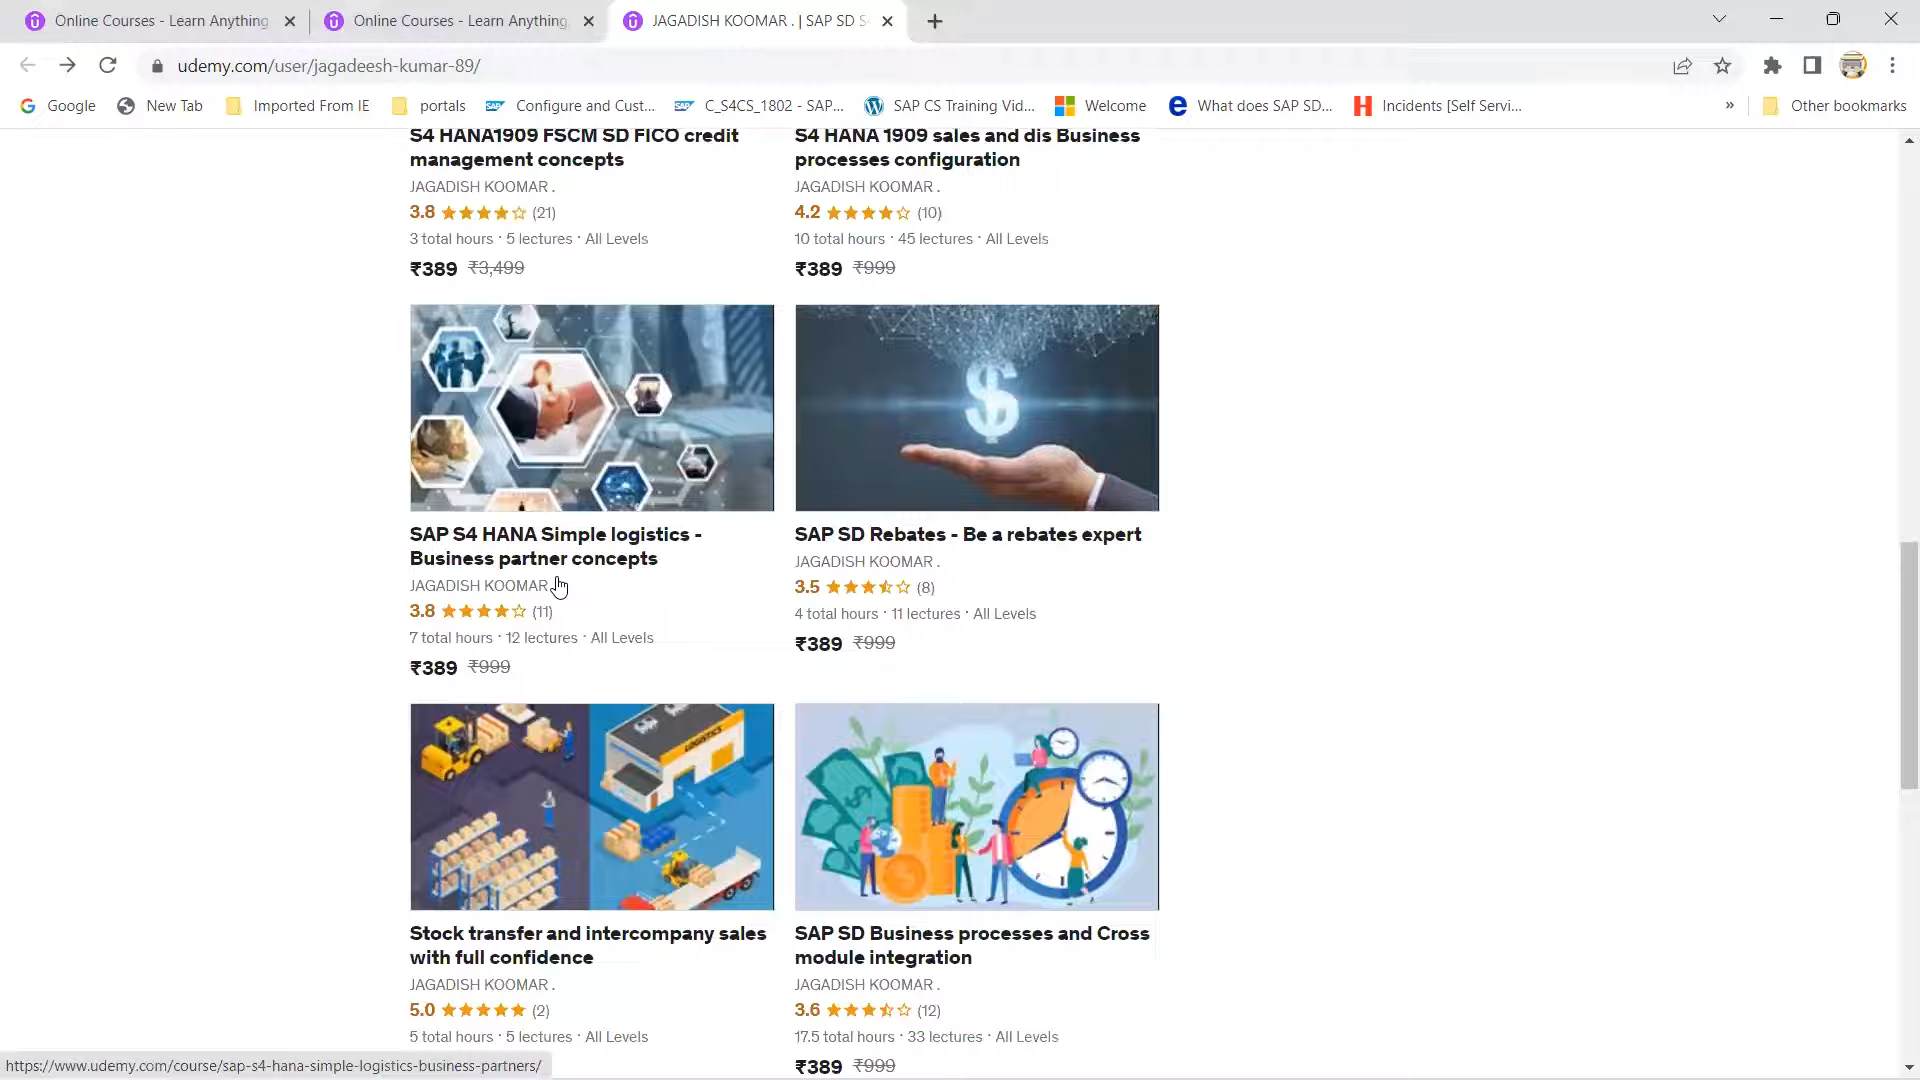 Online Courses - Learn Anything
Online Courses - Learn Anything
JAGADISH KOOMAR . | SAP SD S
udemy.com/user/jagadeesh-kumar-89/
Google
New Tab
Imported From IE
portals
Configure and Cust...
C_S4CS_1802 - SAP...
SAP CS Training Vid...
Welcome
What does SAP SD...
Incidents [Self Servi...
»
Other bookmarks
S4 HANA1909 FSCM SD FICO credit
management concepts
JAGADISH KOOMAR .
3.8 (21)
3 total hours · 5 lectures · All Levels
₹389 ₹3,499
S4 HANA 1909 sales and dis Business
processes configuration
JAGADISH KOOMAR .
4.2 (10)
10 total hours · 45 lectures · All Levels
₹389 ₹999
SAP S4 HANA Simple logistics -
Business partner concepts
JAGADISH KOOMAR
3.8 (11)
7 total hours · 12 lectures · All Levels
₹389 ₹999
SAP SD Rebates - Be a rebates expert
JAGADISH KOOMAR .
3.5 (8)
4 total hours · 11 lectures · All Levels
₹389 ₹999
LOGISTICS
Stock transfer and intercompany sales
with full confidence
JAGADISH KOOMAR .
5.0 (2)
5 total hours · 5 lectures · All Levels
SAP SD Business processes and Cross
module integration
JAGADISH KOOMAR .
3.6 (12)
17.5 total hours · 33 lectures · All Levels
₹389 ₹999
https://www.udemy.com/course/sap-s4-hana-simple-logistics-business-partners/